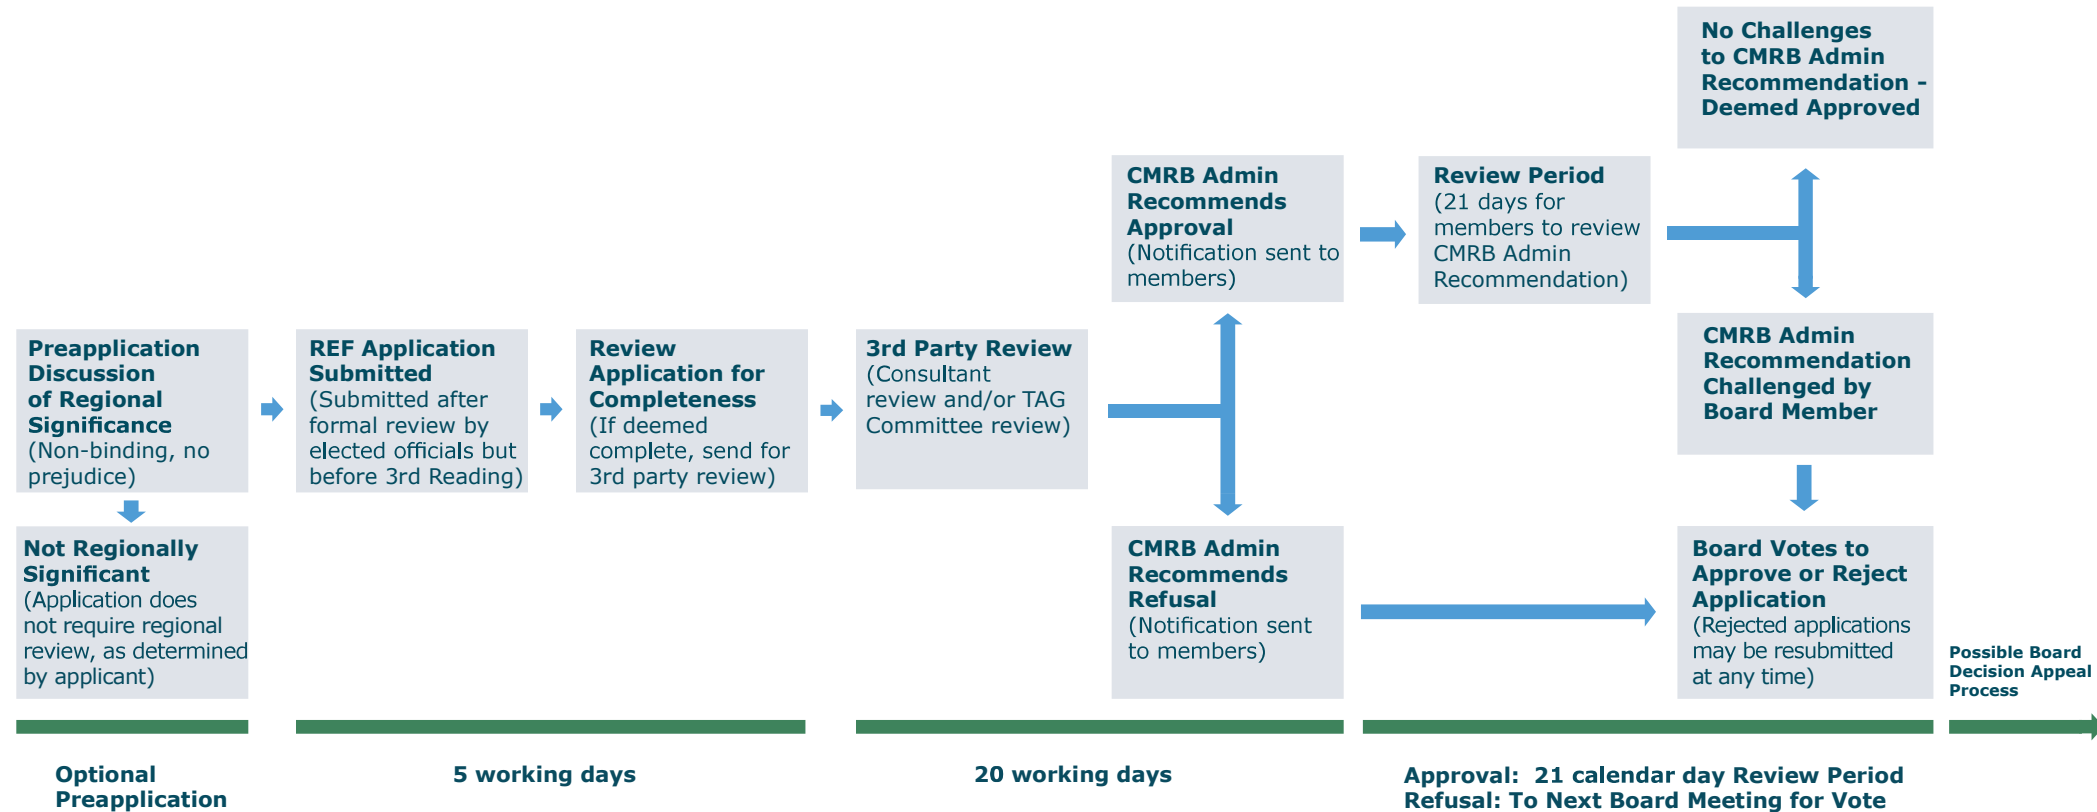 Preapplication
Discussion
of Regional
Significance
(Non-binding, no
prejudice)
Not Regionally
Significant
(Application does
not require regional
review, as determined
by applicant)
REF Application
Submitted
(Submitted after
formal review by
elected officials but
before 3rd Reading)
Review
Application for
Completeness
(If deemed
complete, send for
3rd party review)
3rd Party Review
(Consultant
review and/or TAG
Committee review)
CMRB Admin
Recommends
Approval
(Notification sent to
members)
CMRB Admin
Recommends
Refusal
(Notification sent
to members)
Review Period
(21 days for
members to review
CMRB Admin
Recommendation)
No Challenges
to CMRB Admin
Recommendation -
Deemed Approved
CMRB Admin
Recommendation
Challenged by
Board Member
Board Votes to
Approve or Reject
Application
(Rejected applications
may be resubmitted
at any time)
Possible Board
Decision Appeal
Process
Optional
Preapplication
5 working days
20 working days
Approval:  21 calendar day Review Period
Refusal: To Next Board Meeting for Vote